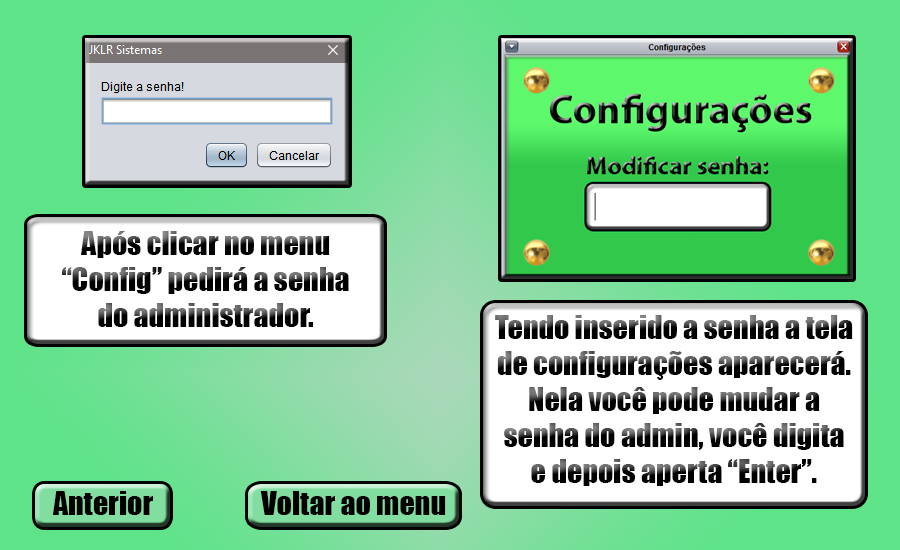 JKLR Sistemas
Digite a senha!
OK
Cancelar
Após clicar no menu
“Config” pedirá a senha
do administrador.
Configurações
Configurações
Modificar senha:
Tendo inserido a senha a tela
de configurações aparecerá.
Nela você pode mudar a
senha do admin, você digita
e depois aperta “Enter”.
Anterior
Voltar ao menu